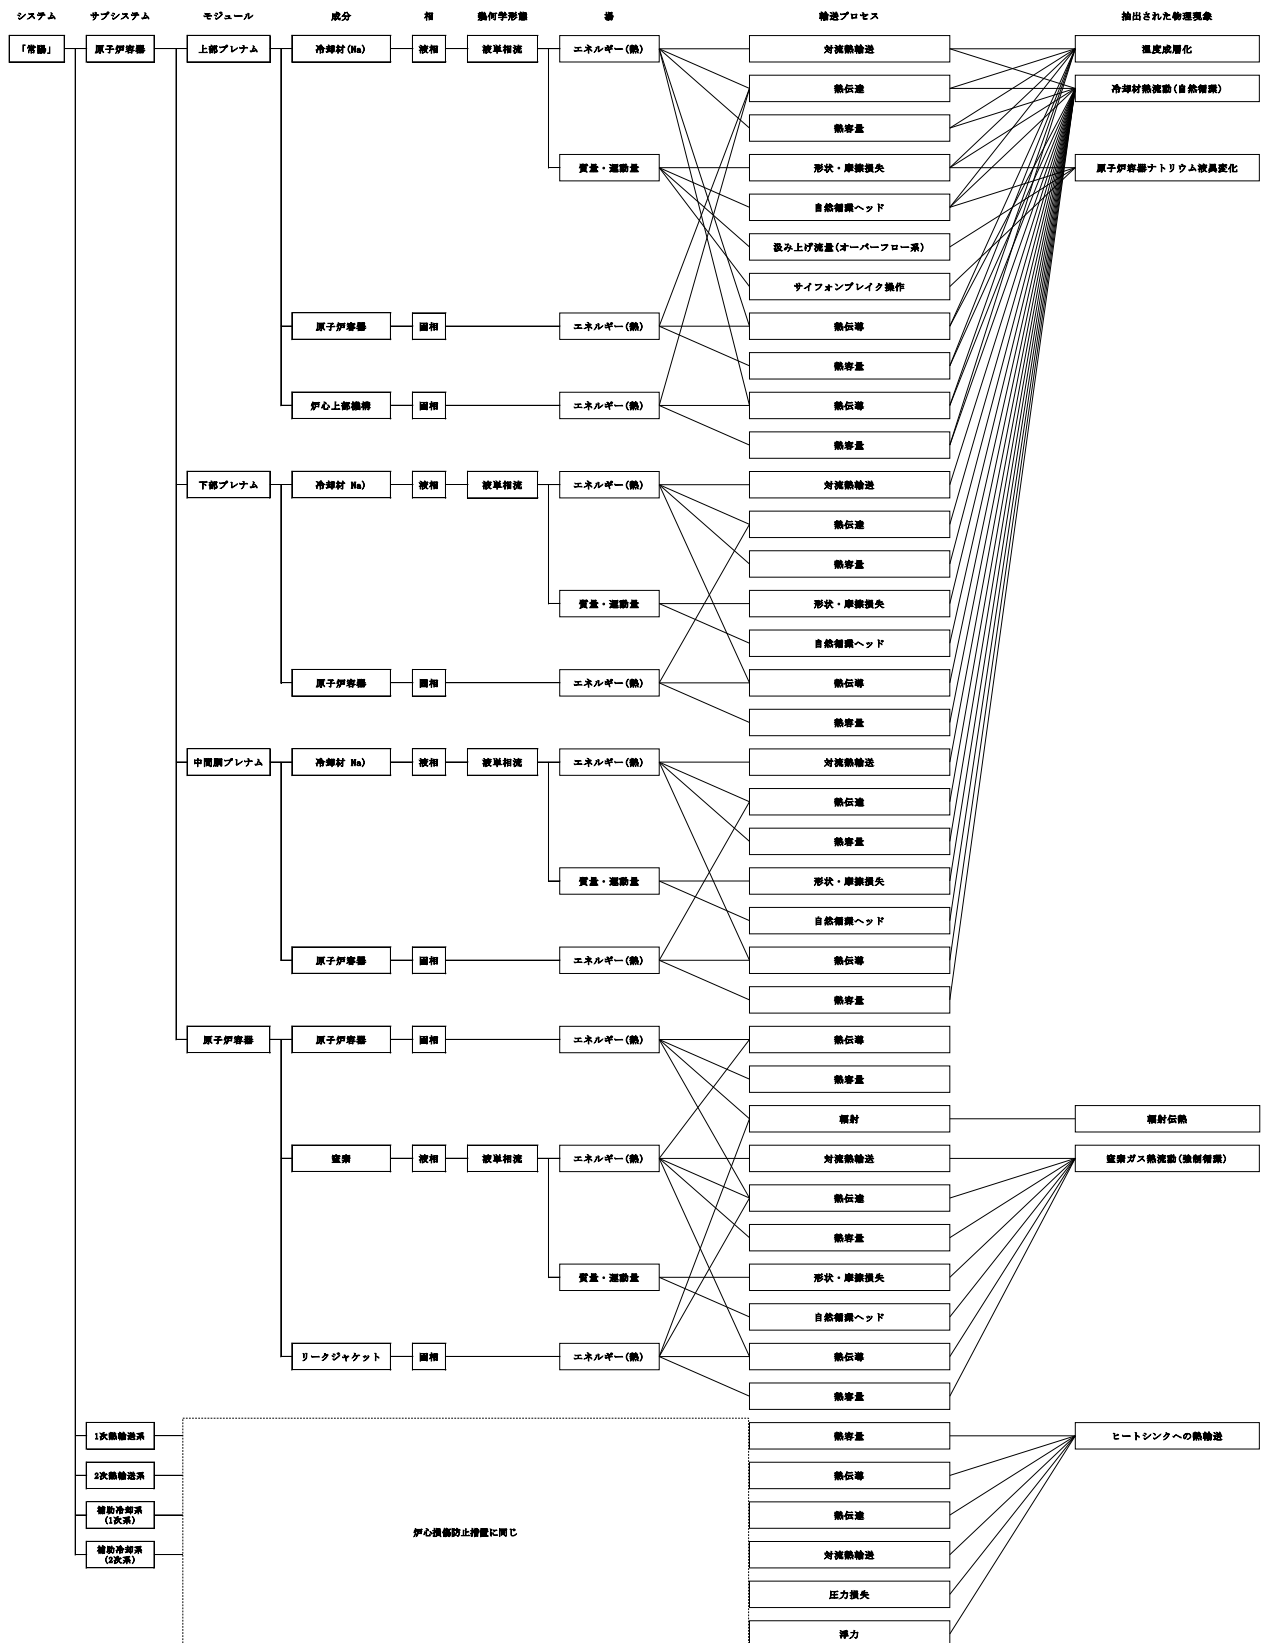 システム サブシステム モジュール 成分 相 幾何学形態 場 輸送プロセス 抽出された物理現象
「常陽」 原子炉容器 上部プレナム 冷却材(Na) 液相 液単相流 エネルギー(熱) 対流熱輸送 温度成層化
熱伝達 冷却材熱流動(自然循環)
熱容量
質量・運動量 形状・摩擦損失 原子炉容器ナトリウム液位変化
自然循環ヘッド
汲み上げ流量(オーバーフロー系)
サイフォンブレイク操作
原子炉容器 固相 エネルギー(熱) 熱伝導
熱容量
炉心上部機構 固相 エネルギー(熱) 熱伝導
熱容量
下部プレナム 冷却材 Na) 液相 液単相流 エネルギー(熱) 対流熱輸送
熱伝達
熱容量
質量・運動量 形状・摩擦損失
自然循環ヘッド
原子炉容器 固相 エネルギー(熱) 熱伝導
熱容量
中間胴プレナム 冷却材 Na) 液相 液単相流 エネルギー(熱) 対流熱輸送
熱伝達
熱容量
質量・運動量 形状・摩擦損失
自然循環ヘッド
原子炉容器 固相 エネルギー(熱) 熱伝導
熱容量
原子炉容器 原子炉容器 固相 エネルギー(熱) 熱伝導
熱容量
輻射 輻射伝熱
窒素 液相 液単相流 エネルギー(熱) 対流熱輸送 窒素ガス熱流動(強制循環)
熱伝達
熱容量
質量・運動量 形状・摩擦損失
自然循環ヘッド
リークジャケット 固相 エネルギー(熱) 熱伝導
熱容量
1次熱輸送系 熱容量 ヒートシンクへの熱輸送
2次熱輸送系 熱伝導
補助冷却系
(1次系) 熱伝達
炉心損傷防止措置に同じ
補助冷却系
(2次系) 対流熱輸送
圧力損失
浮力